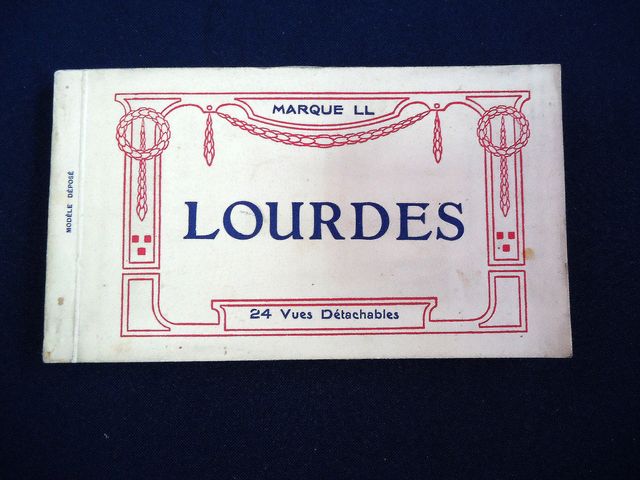 MARQUE LL
LOURDES
24 Vues Détachables
MODÈLE DÉPOSÉ